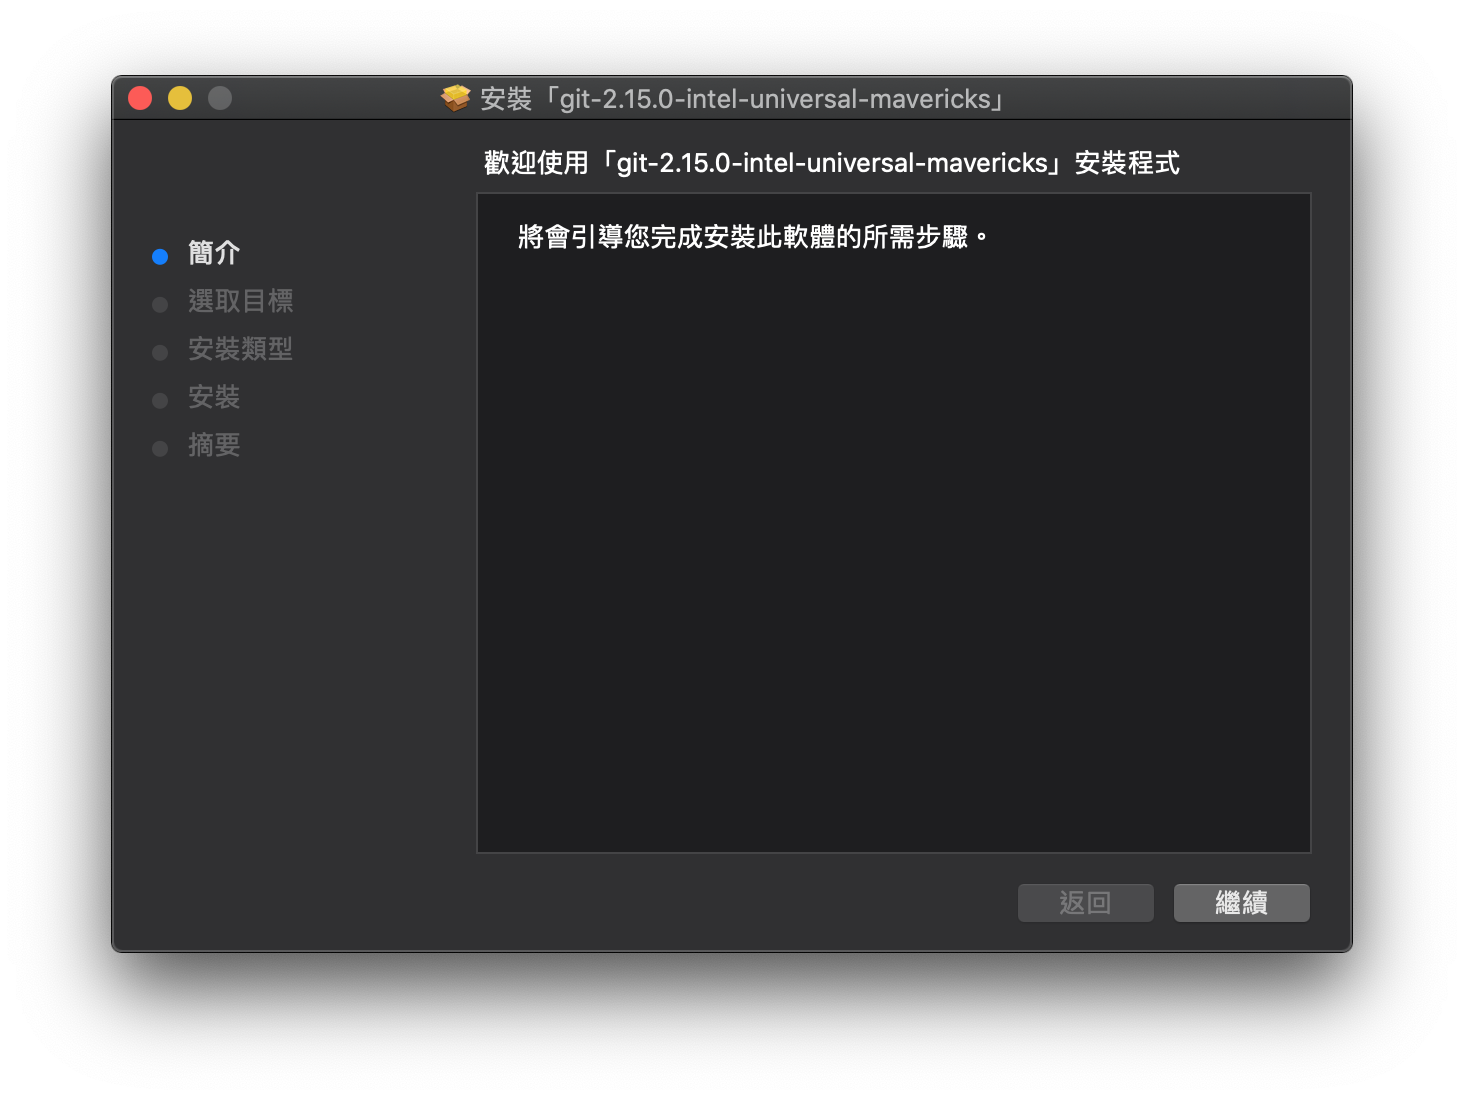 安裝「git-2.15.0-intel-universal-mavericks」
歡迎使用「git-2.15.0-intel-universal-mavericks」安裝程式
將會引導您完成安裝此軟體的所需步驟。
簡介
選取目標
安裝類型
安裝
摘要
返回
繼續